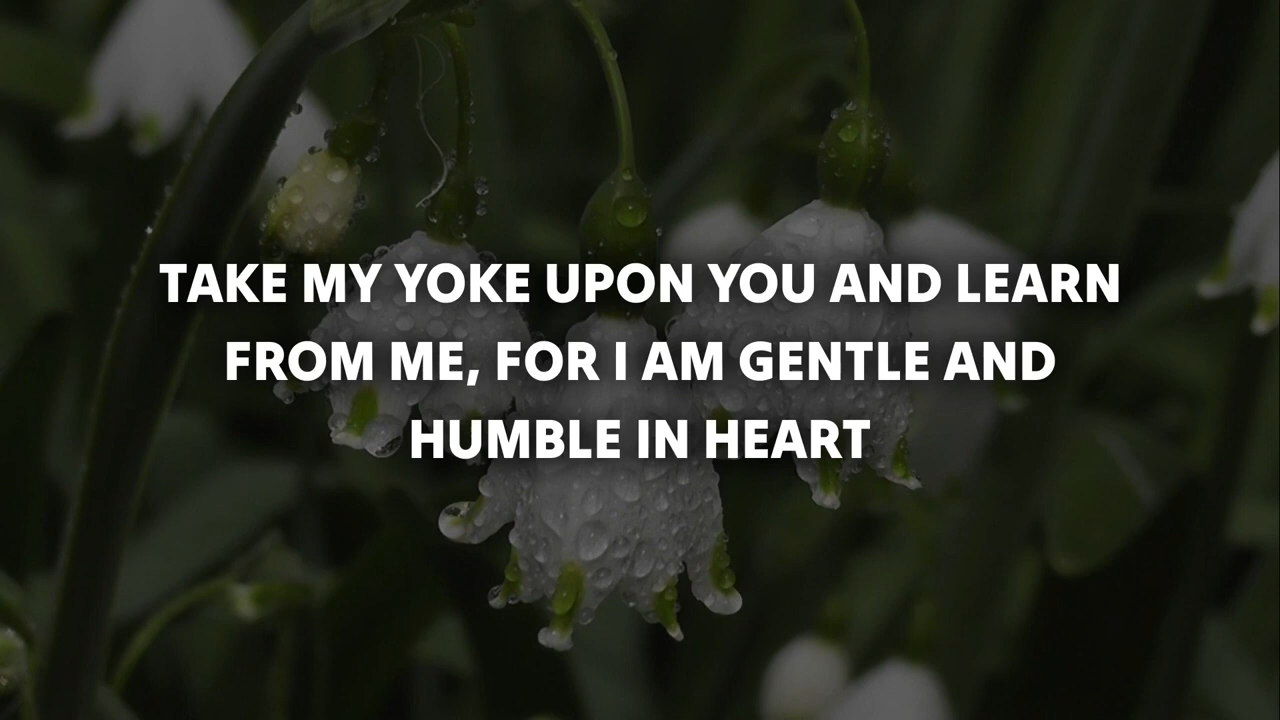 TAKE MY YOKE UPON YOU AND LEARN
FROM ME, FOR I AM GENTLE AND
HUMBLE IN HEART